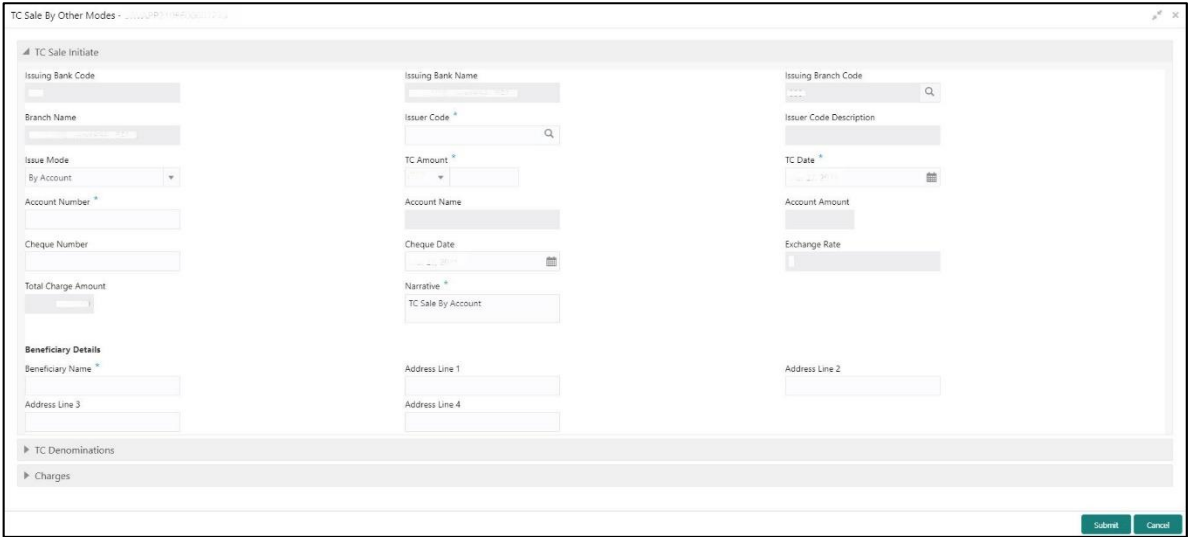 TC Sale By Other Modes -
TC Sale Initiate
Issuing Bank Code Issuing Bank Name Issuing Branch Code
Branch Name Issuer Code * Issuer Code Description
Issue Mode TC Amount * TC Date *
By Account
Account Number * Account Name Account Amount
Cheque Number Cheque Date Exchange Rate
Total Charge Amount Narrative *
TC Sale By Account
Beneficiary Details
Beneficiary Name * Address Line 1 Address Line 2
Address Line 3 Address Line 4
TC Denominations
Charges
Submit Cancel